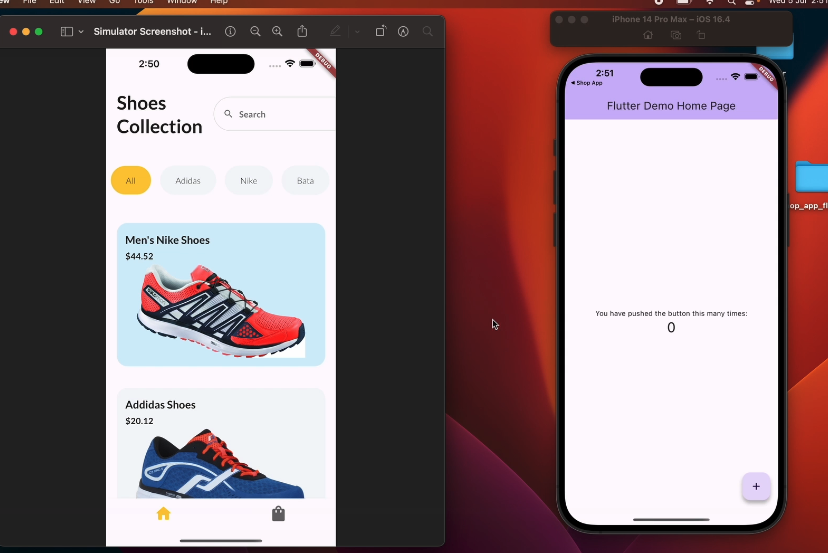 File Edit View Go Tools Window Help
Wed 5 Jul
Simulator Screenshot - i...
2:50
DEBUG
Shoes
Collection
Search
All
Adidas
Nike
Bata
Men's Nike Shoes
$44.52
Addidas Shoes
$20.12
iPhone 14 Pro Max – iOS 16.4
2:51
Shop App
DEBUG
Flutter Demo Home Page
You have pushed the button this many times:
0
+
op_app_fl